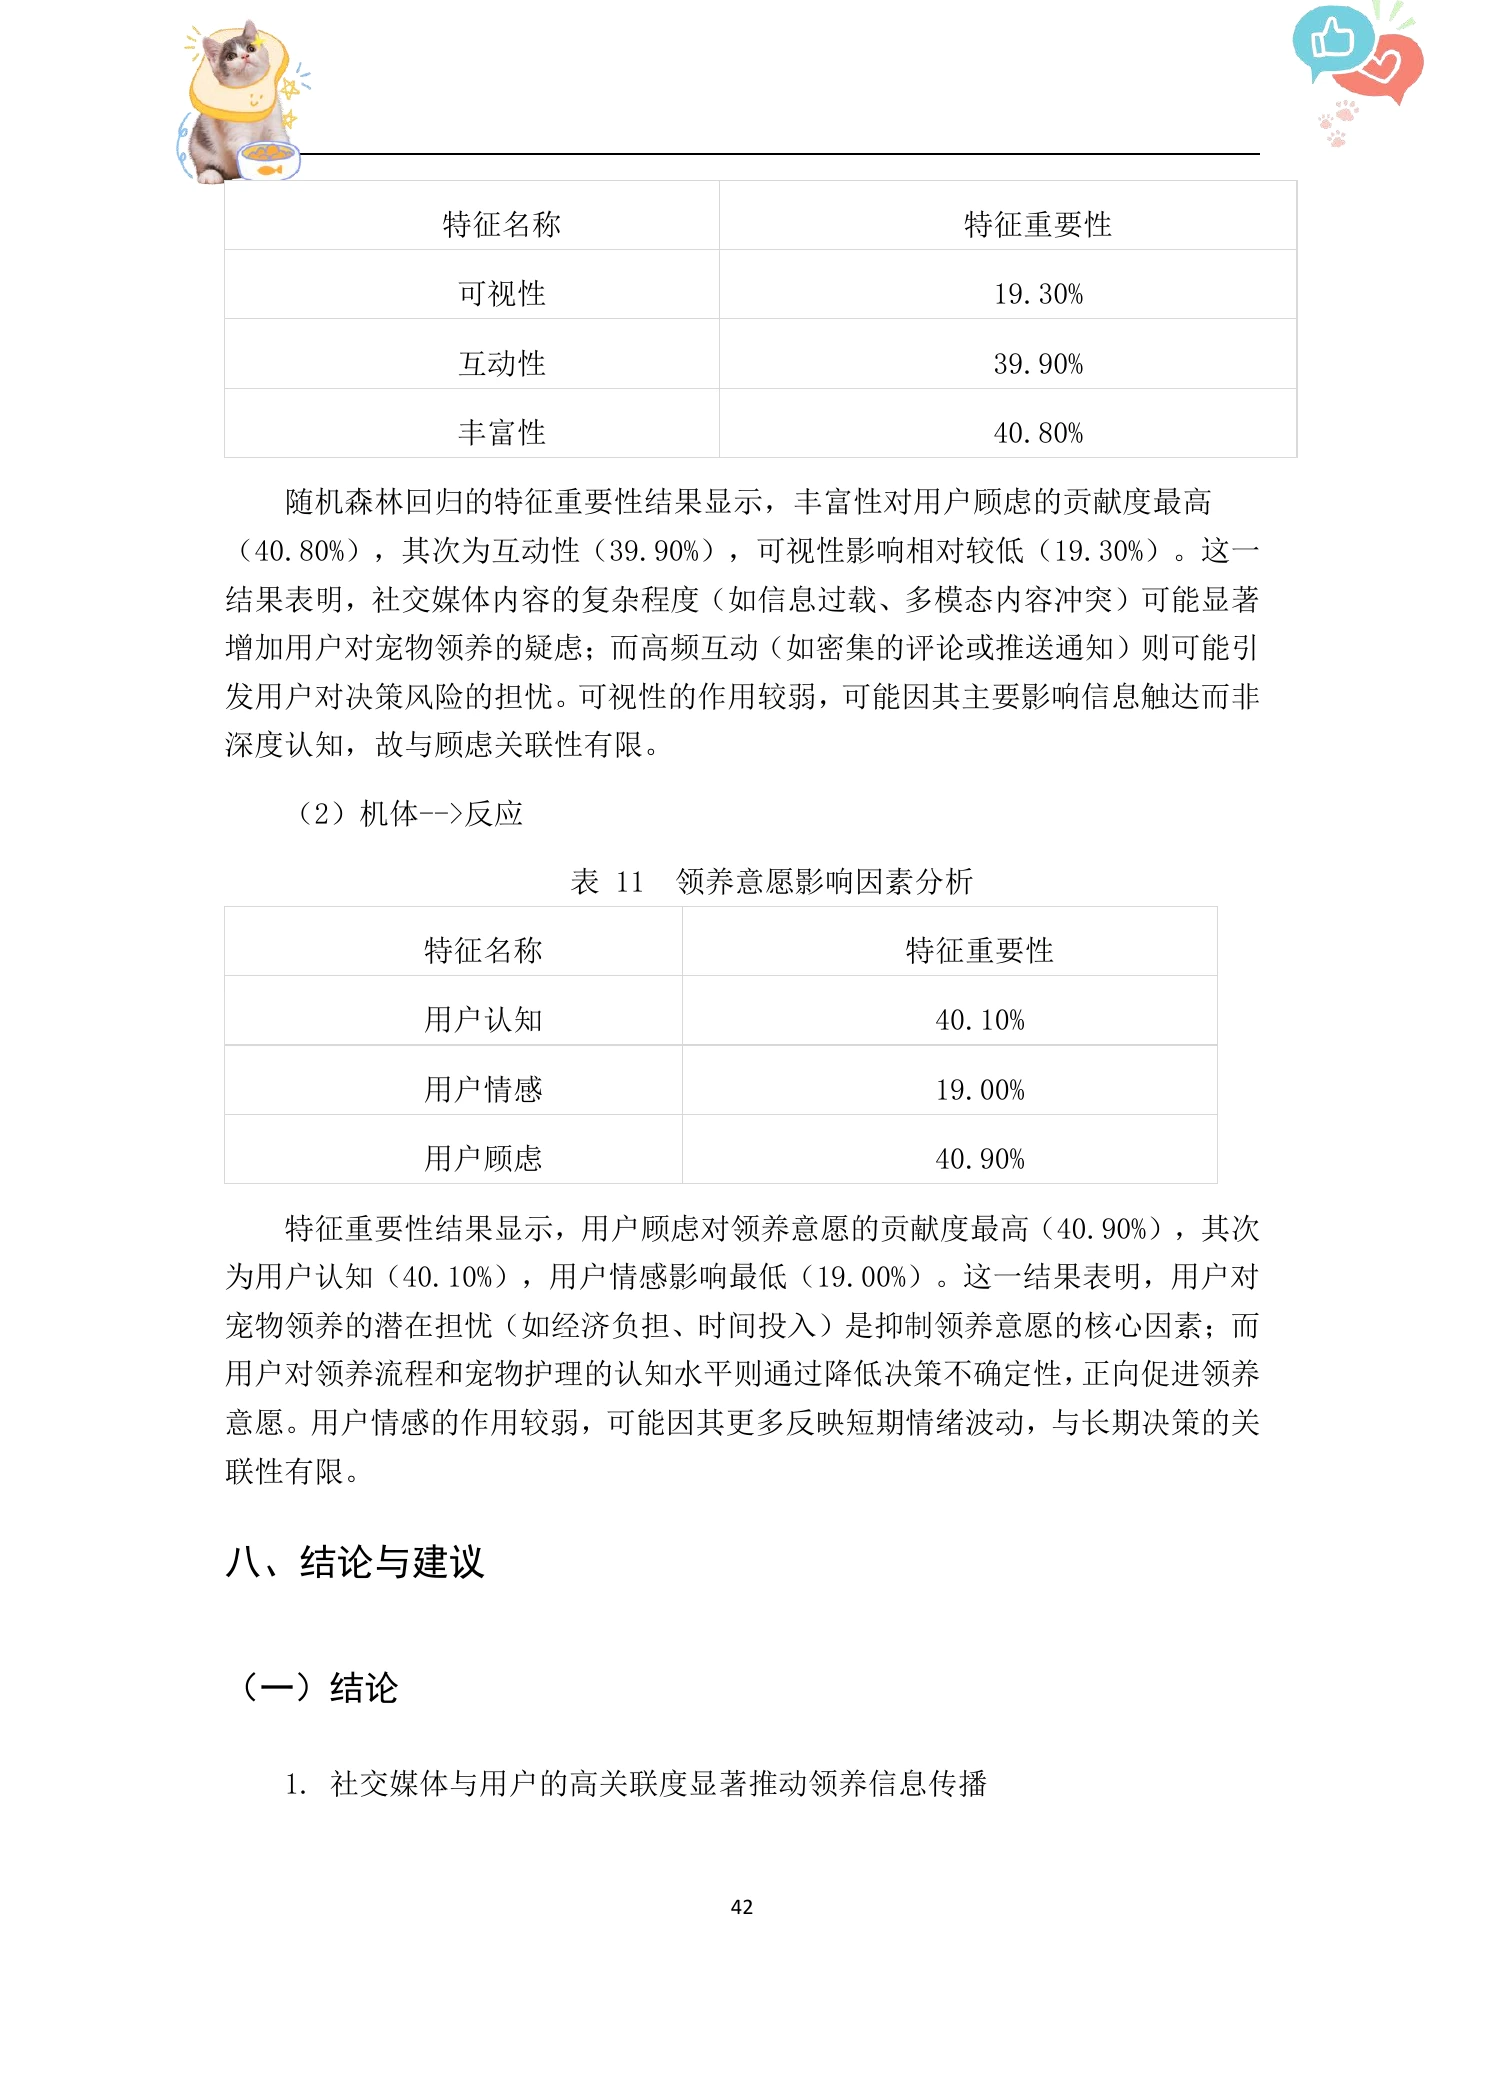 特征名称 特征重要性
可视性 19.30%
互动性 39.90%
丰富性 40.80%
随机森林回归的特征重要性结果显示，丰富性对用户顾虑的贡献度最高
（40.80%），其次为互动性（39.90%），可视性影响相对较低（19.30%）。这一
结果表明，社交媒体内容的复杂程度（如信息过载、多模态内容冲突）可能显著
增加用户对宠物领养的疑虑；而高频互动（如密集的评论或推送通知）则可能引
发用户对决策风险的担忧。可视性的作用较弱，可能因其主要影响信息触达而非
深度认知，故与顾虑关联性有限。
（2）机体-->反应
表 11 领养意愿影响因素分析
特征名称 特征重要性
用户认知 40.10%
用户情感 19.00%
用户顾虑 40.90%
特征重要性结果显示，用户顾虑对领养意愿的贡献度最高（40.90%），其次
为用户认知（40.10%），用户情感影响最低（19.00%）。这一结果表明，用户对
宠物领养的潜在担忧（如经济负担、时间投入）是抑制领养意愿的核心因素；而
用户对领养流程和宠物护理的认知水平则通过降低决策不确定性，正向促进领养
意愿。用户情感的作用较弱，可能因其更多反映短期情绪波动，与长期决策的关
联性有限。
八、结论与建议
（一）结论
1. 社交媒体与用户的高关联度显著推动领养信息传播
42